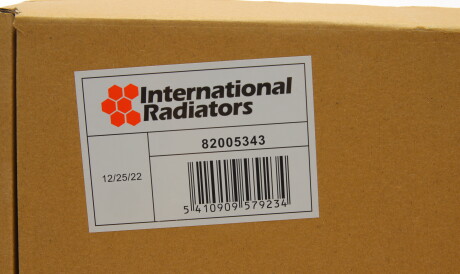 International
Radiators
82005343
12/25/22
5 410909 579234